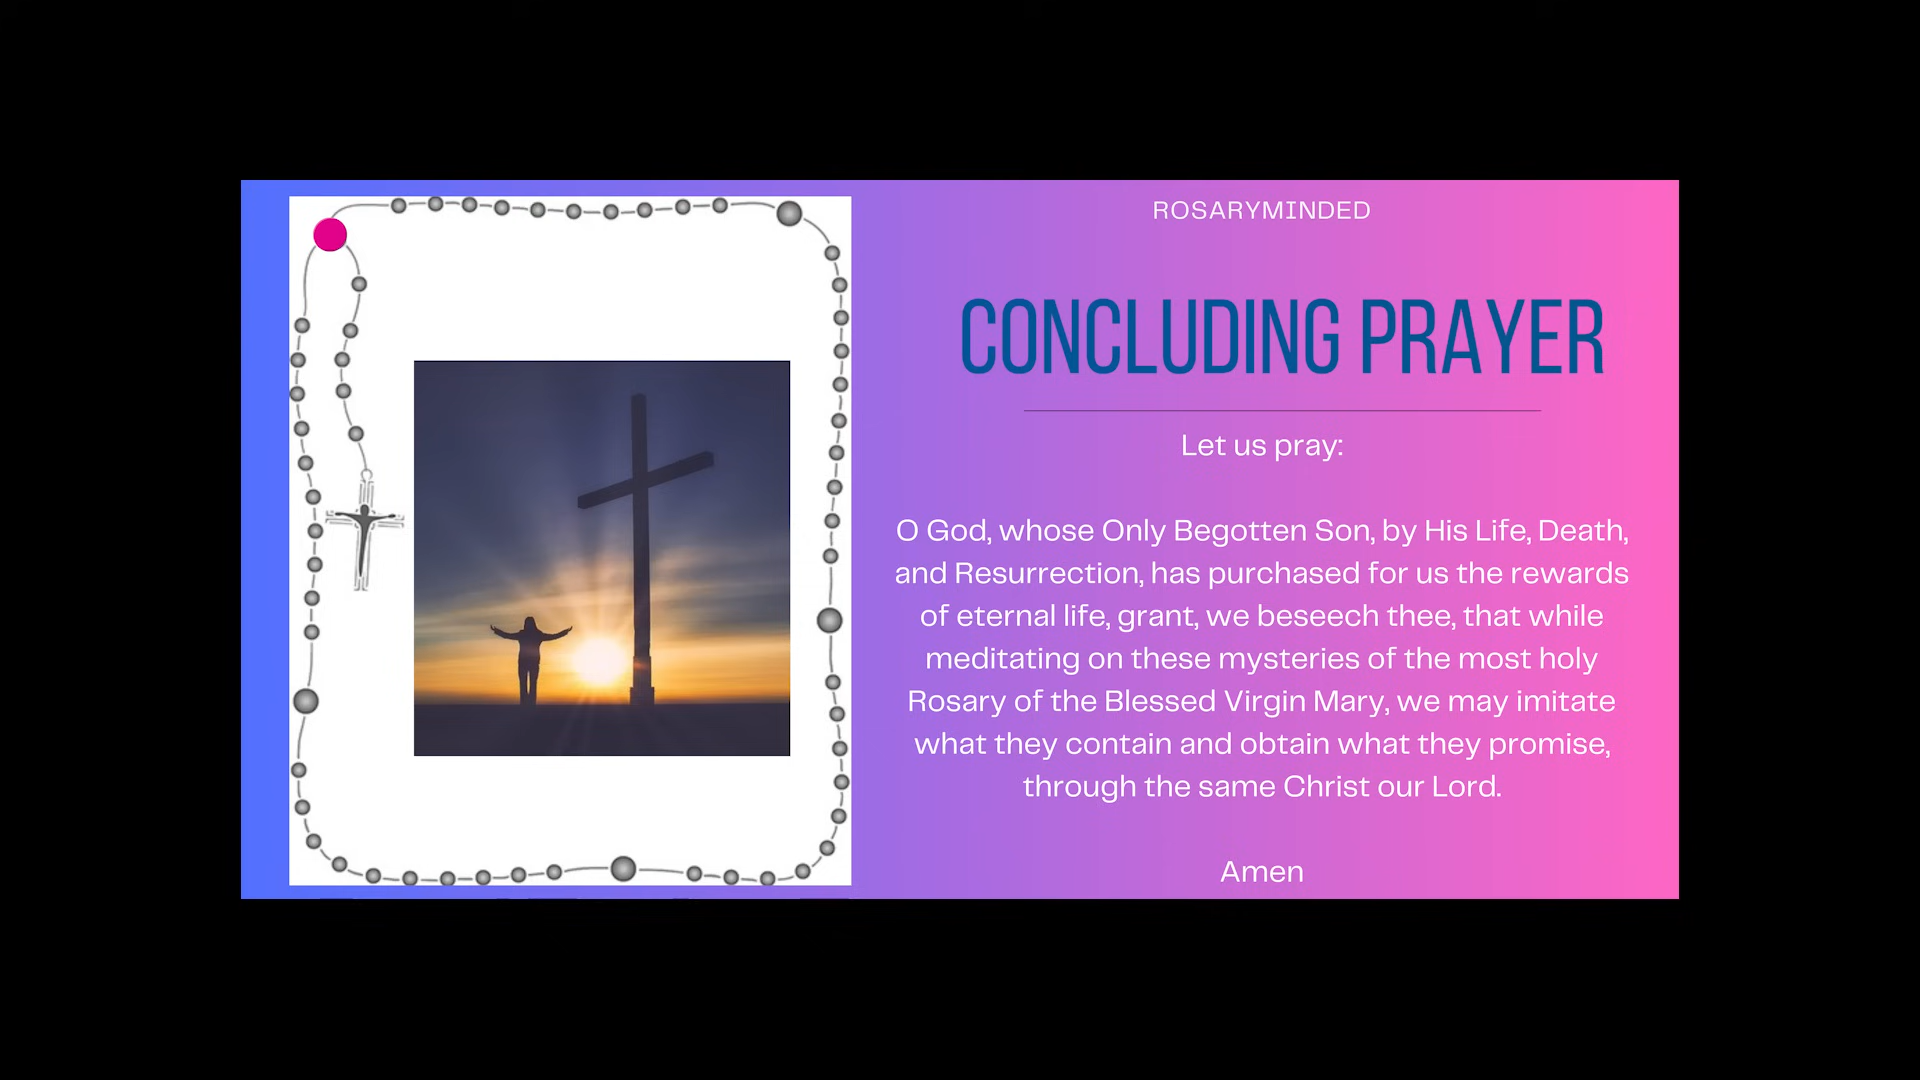 ROSARYMINDED
CONCLUDING PRAYER
Let us pray:
O God, whose Only Begotten Son, by His Life, Death,
and Resurrection, has purchased for us the rewards
of eternal life, grant, we beseech thee, that while
meditating on these mysteries of the most holy
Rosary of the Blessed Virgin Mary, we may imitate
what they contain and obtain what they promise,
through the same Christ our Lord.
Amen